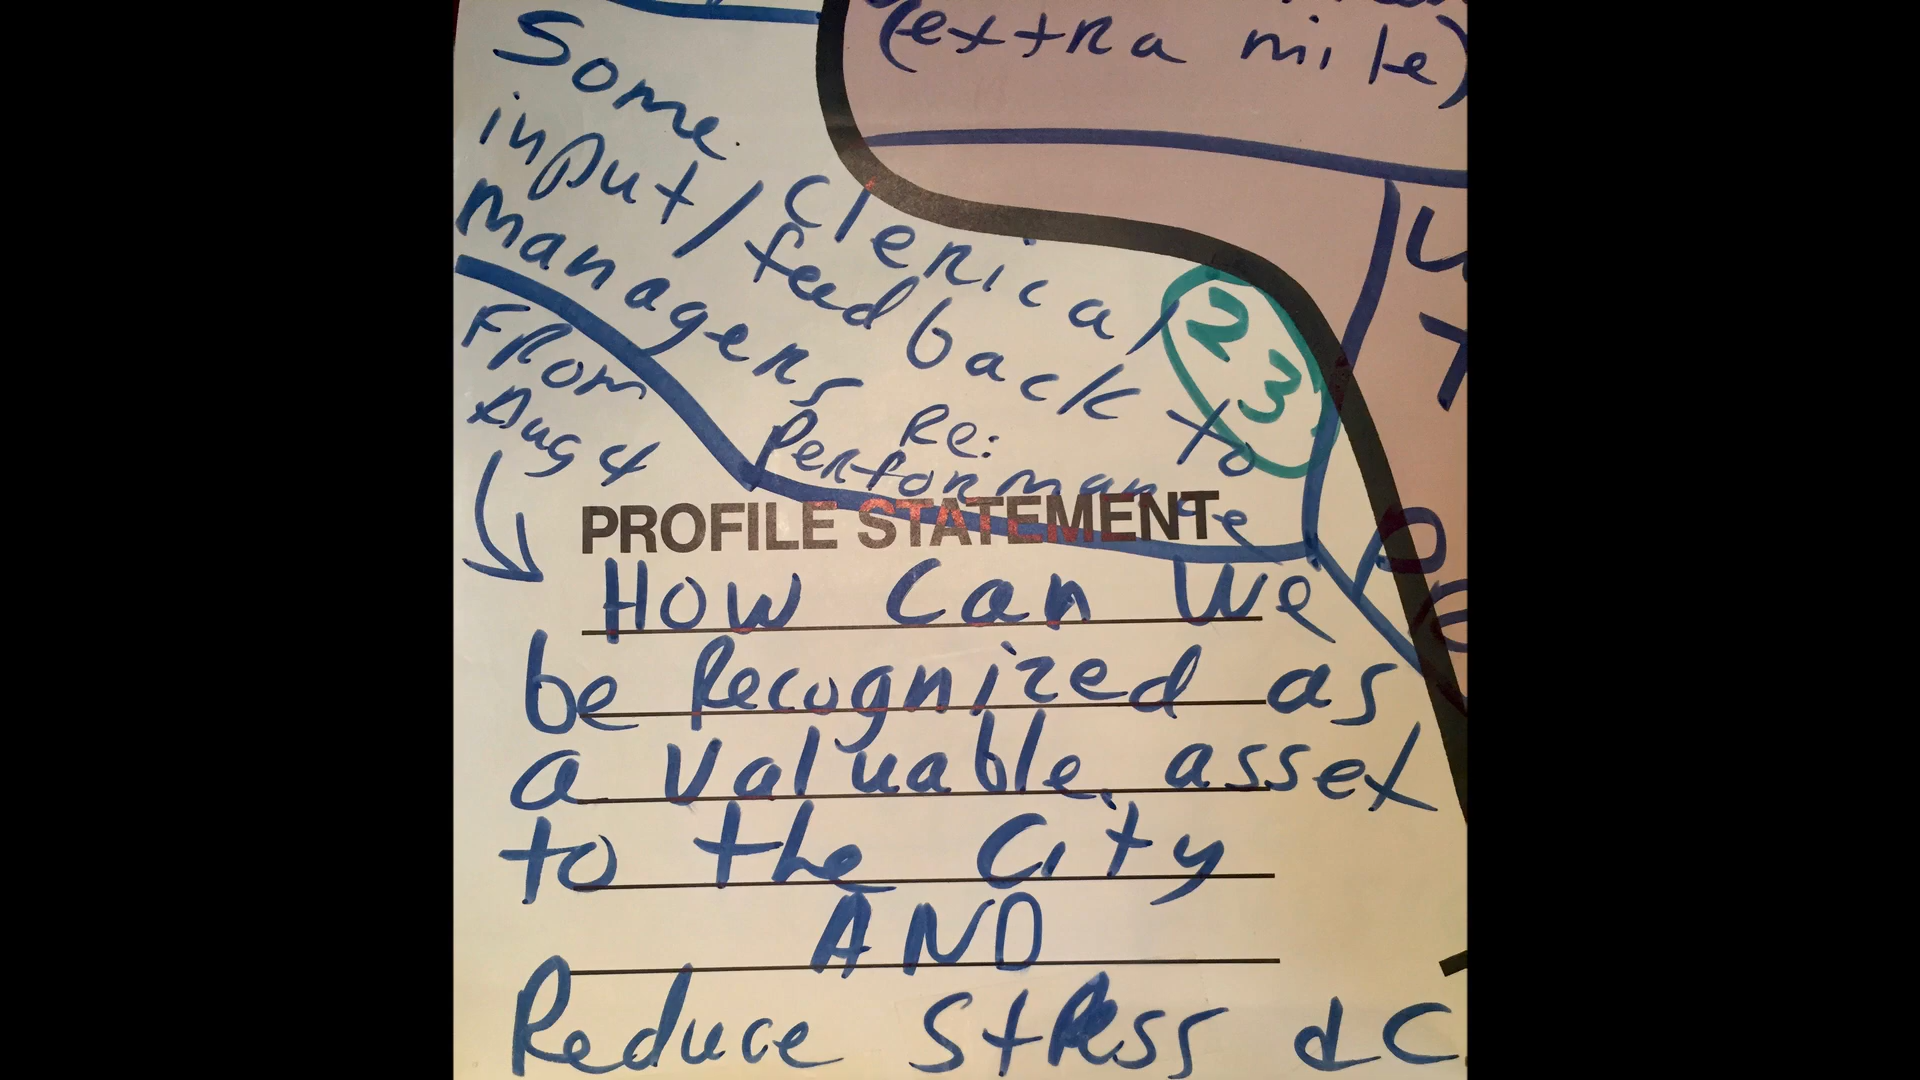 (extra mile)
Some clerical
input/feedback to
managers Re:
Performance
23
From
Aug 4
PROFILE STATEMENT
How can we
be Recognized as
a valuable asset
to the City
AND
Reduce Stress